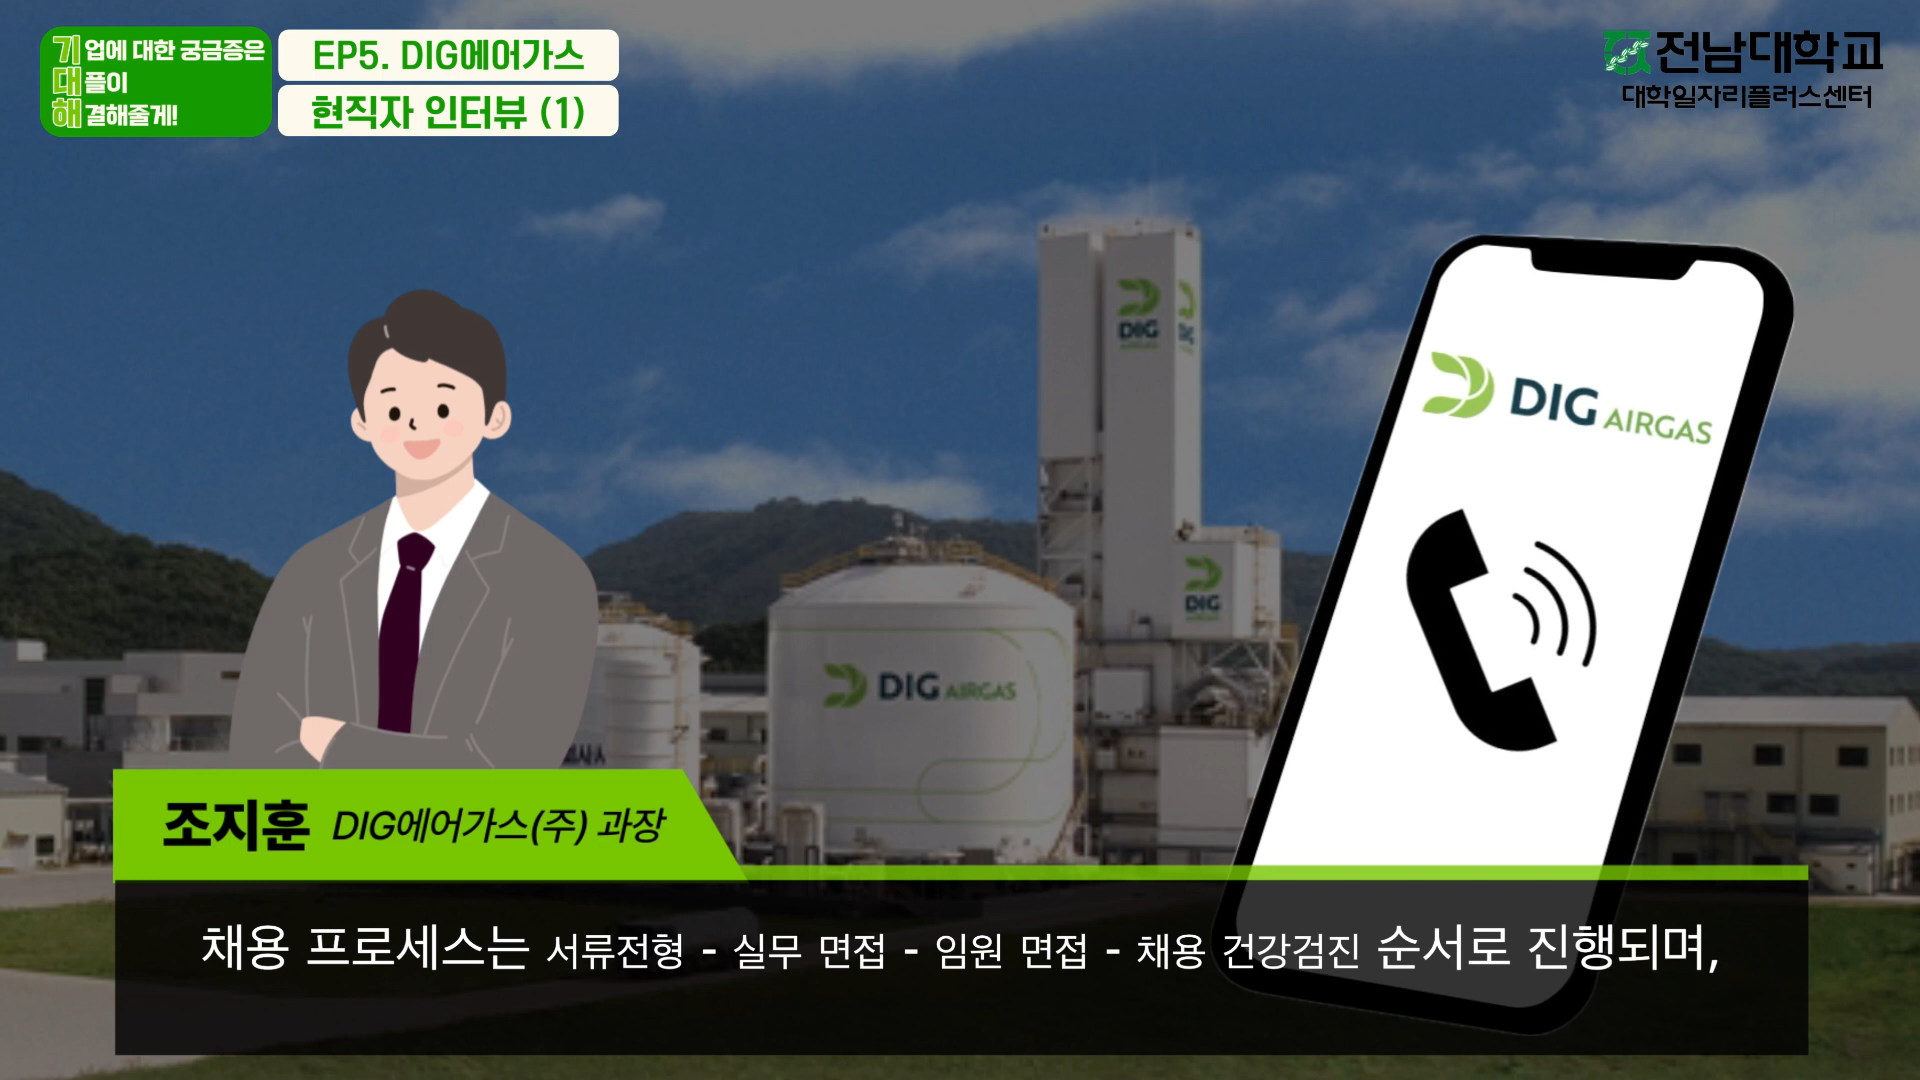 기업에 대한 궁금증은
대플이
해결해줄게!
EP5. DIG에어가스
현직자 인터뷰 (1)
전남대학교
대학일자리플러스센터
DIG
AIRGAS
DIG
DIG AIRGAS
DIG
DIG AIRGAS
조지훈 DIG에어가스(주) 과장
채용 프로세스는 서류전형 - 실무 면접 - 임원 면접 - 채용 건강검진 순서로 진행되며,